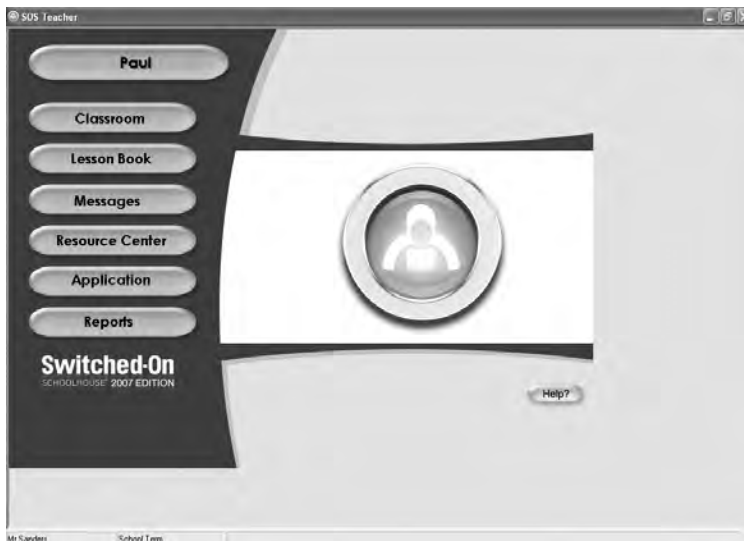 SOS Teacher
Paul
Classroom
Lesson Book
Messages
Resource Center
Application
Reports
Switched-On
SCHOOLHOUSE® 2007 EDITION
Help?
Mr Sanders School Term